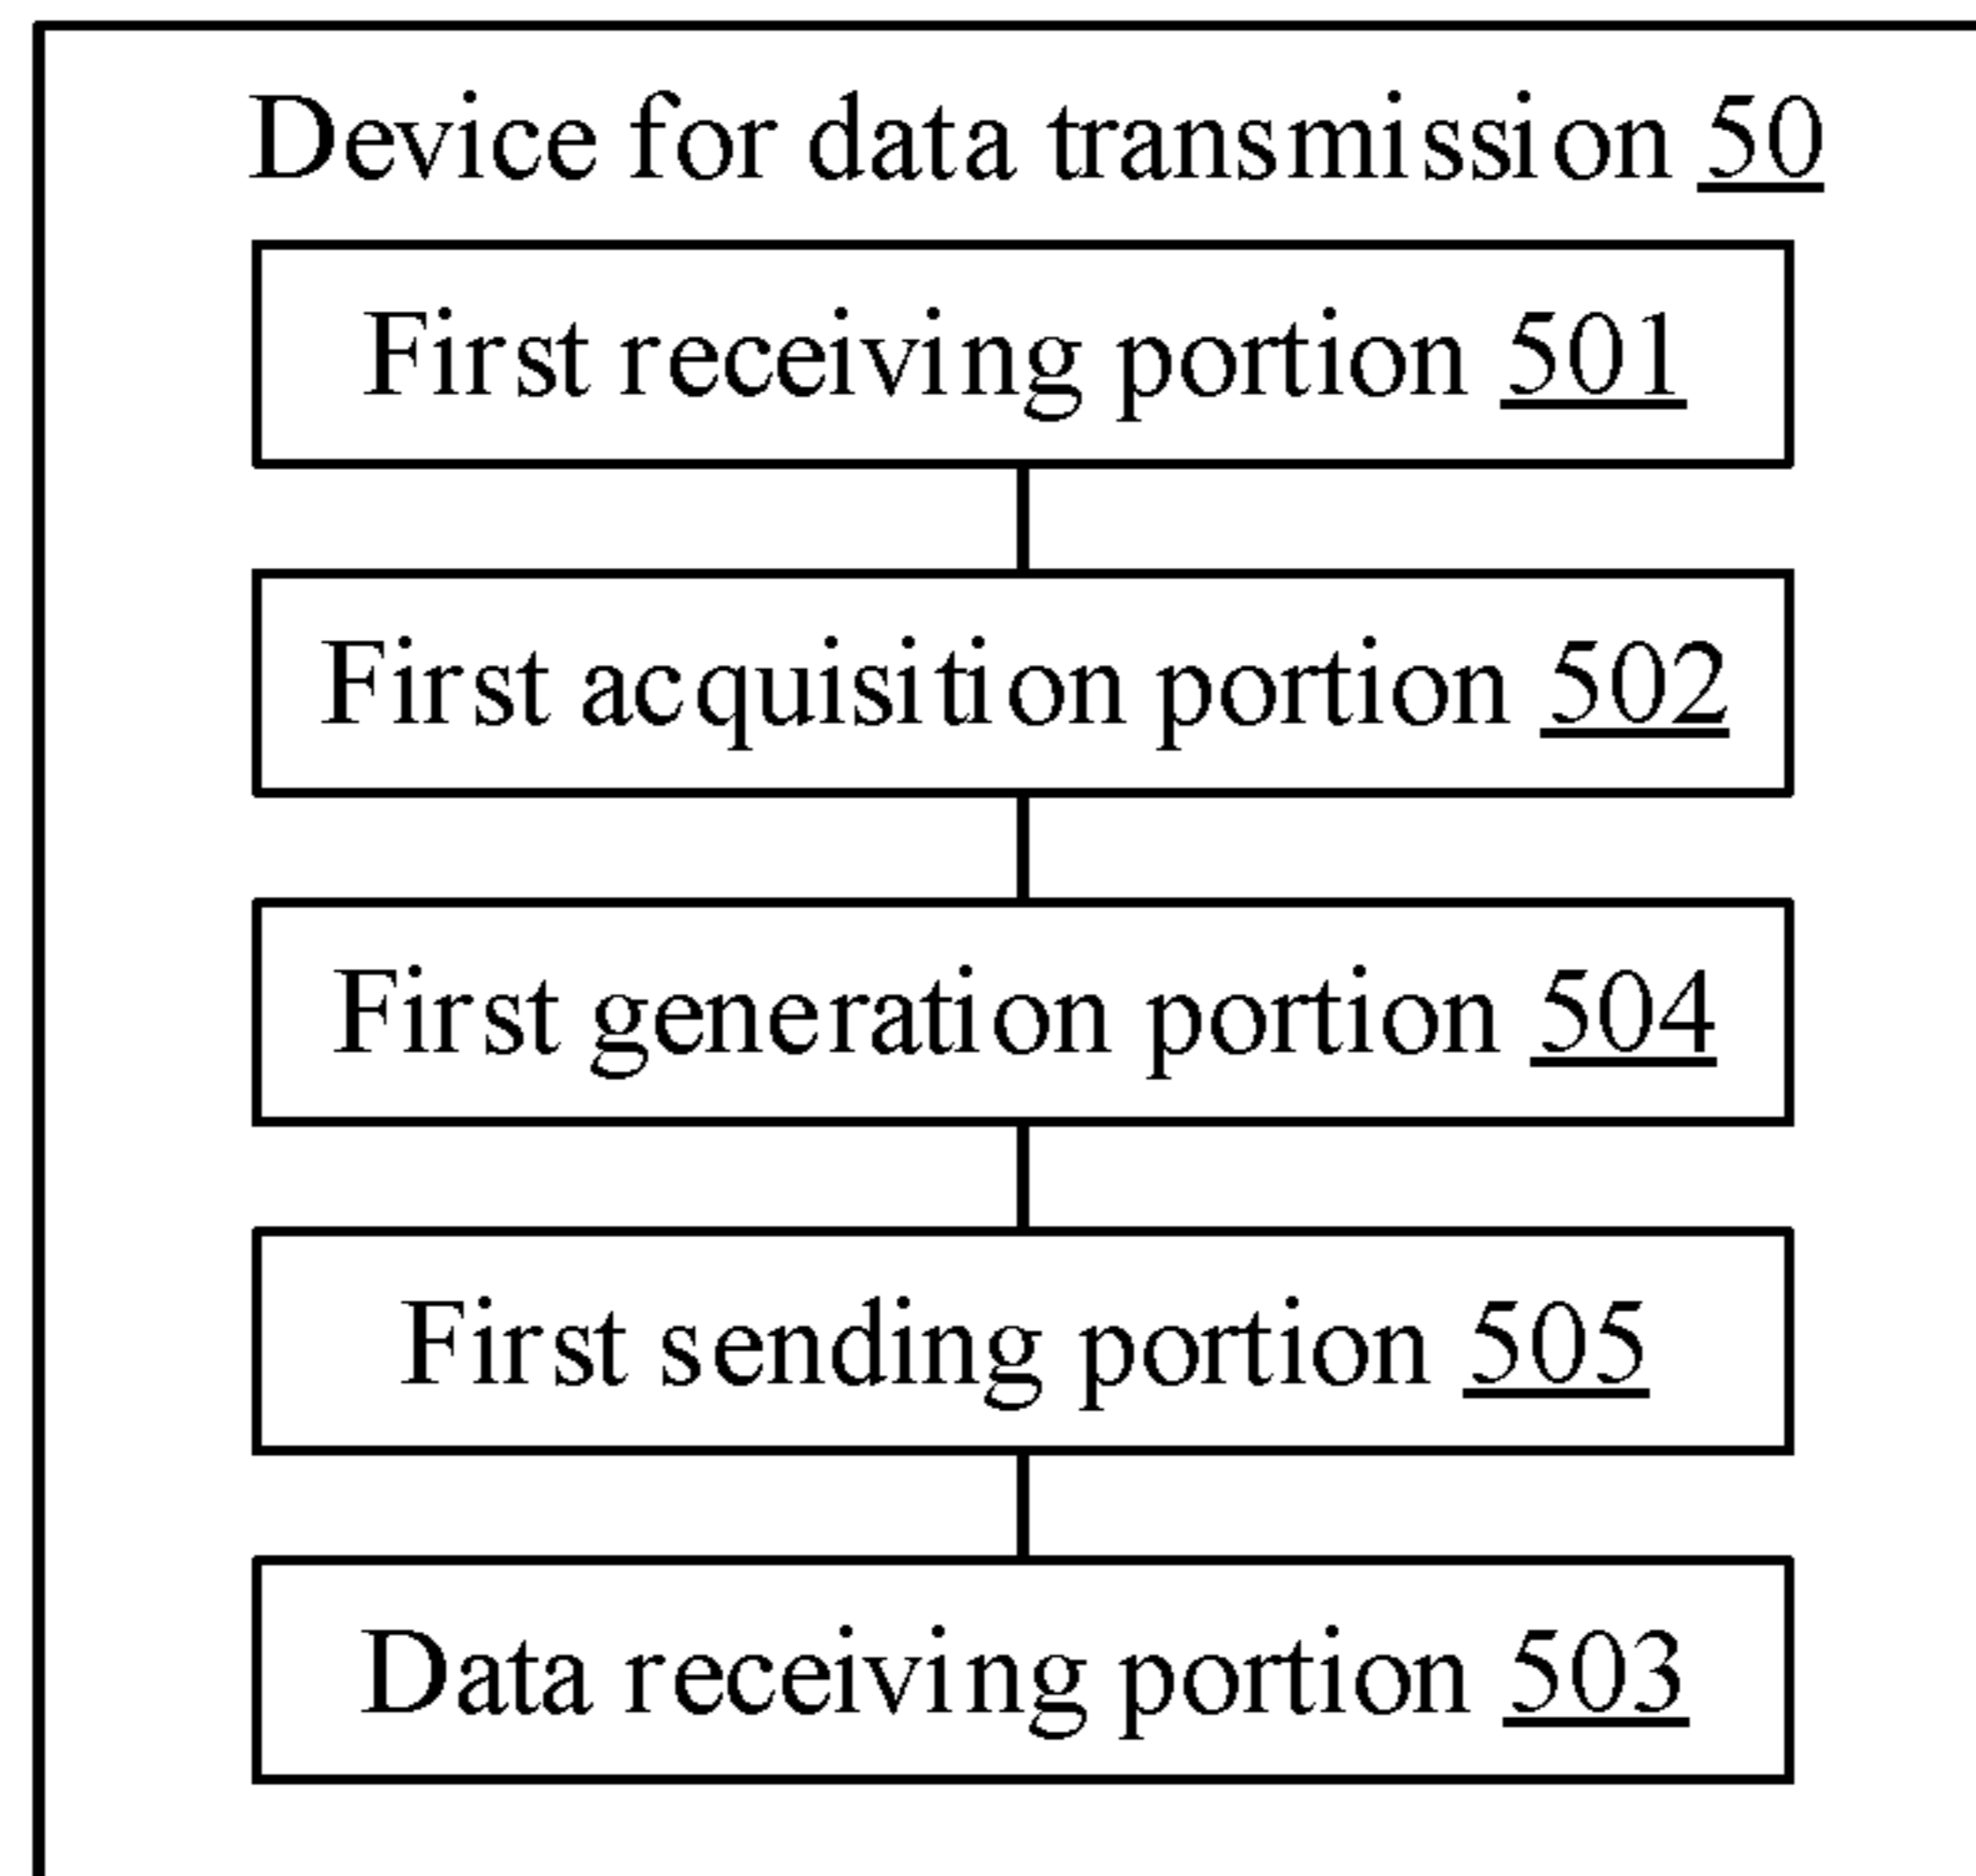 Device for data transmission 50
First receiving portion 501
First acquisition portion 502
First generation portion 504
First sending portion 505
Data receiving portion 503